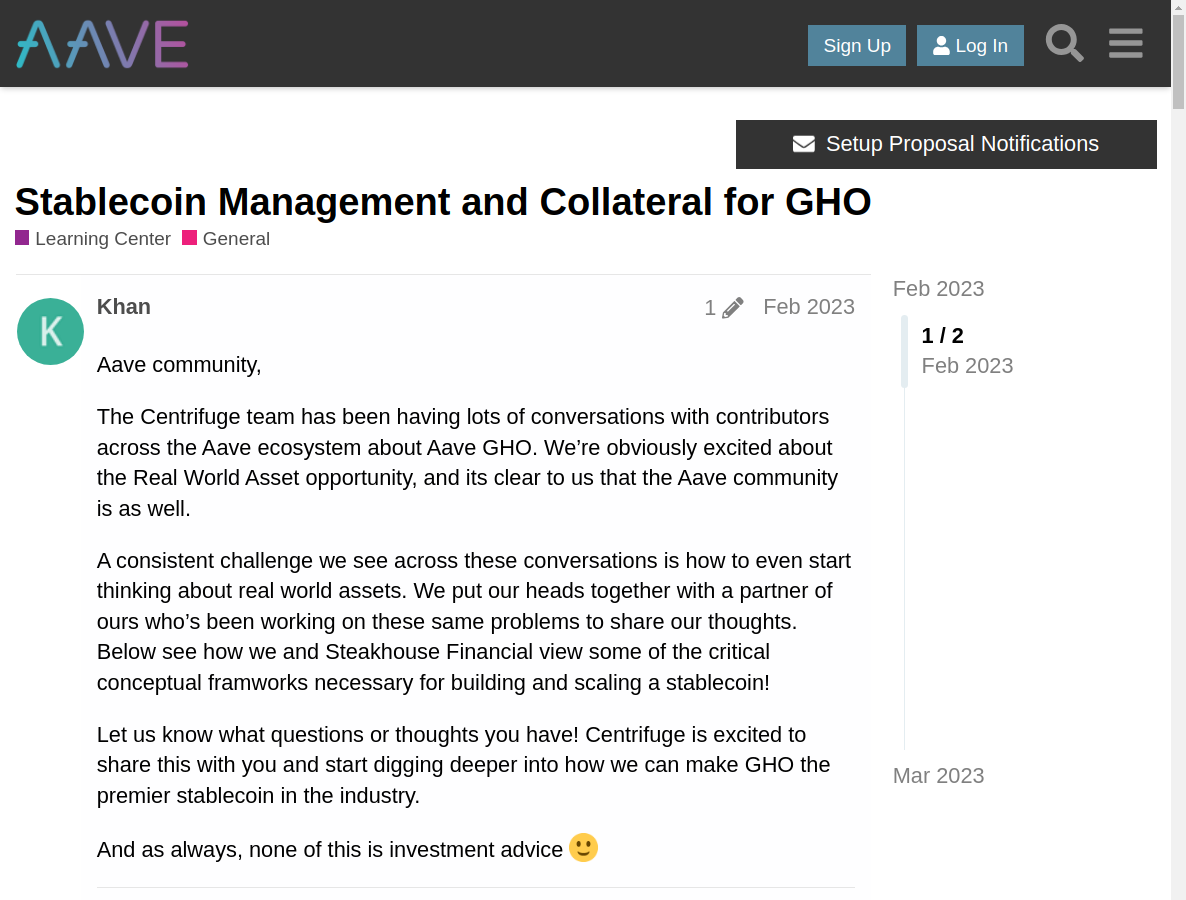 AAVE
Sign Up
Log In
Setup Proposal Notifications
Stablecoin Management and Collateral for GHO
Learning Center General
Khan
1
Feb 2023
Aave community,
The Centrifuge team has been having lots of conversations with contributors
across the Aave ecosystem about Aave GHO. We’re obviously excited about
the Real World Asset opportunity, and its clear to us that the Aave community
is as well.
A consistent challenge we see across these conversations is how to even start
thinking about real world assets. We put our heads together with a partner of
ours who’s been working on these same problems to share our thoughts.
Below see how we and Steakhouse Financial view some of the critical
conceptual framworks necessary for building and scaling a stablecoin!
Let us know what questions or thoughts you have! Centrifuge is excited to
share this with you and start digging deeper into how we can make GHO the
premier stablecoin in the industry.
And as always, none of this is investment advice
K
Feb 2023
1 / 2
Feb 2023
Mar 2023